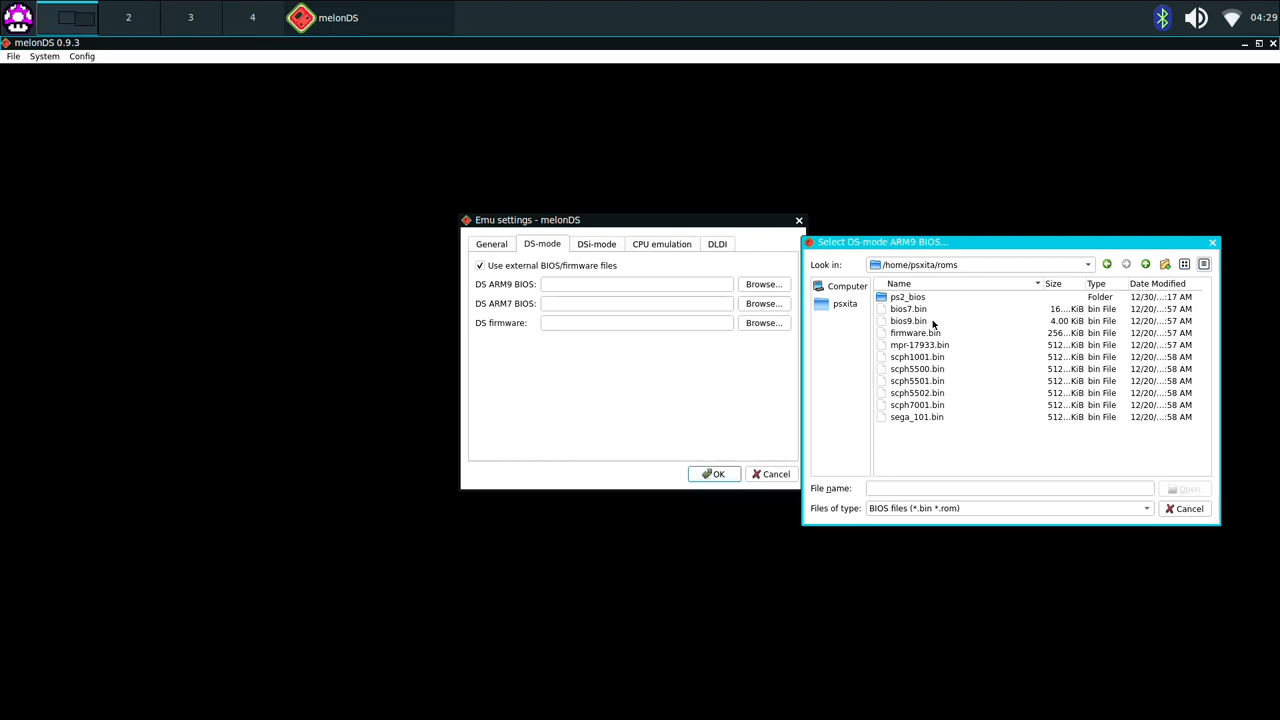 2 3 4 melonDS 04:29
melonDS 0.9.3
File System Config
Emu settings - melonDS
General DS-mode DSi-mode CPU emulation DLDI
Use external BIOS/firmware files
DS ARM9 BIOS: Browse...
DS ARM7 BIOS: Browse...
DS firmware: Browse...
OK Cancel
Select DS-mode ARM9 BIOS...
Look in: /home/psxita/roms
Computer
psxita
Name Size Type Date Modified
ps2_bios Folder 12/30/...:17 AM
bios7.bin 16....KiB bin File 12/20/...:57 AM
bios9.bin 4.00 KiB bin File 12/20/...:57 AM
firmware.bin 256...KiB bin File 12/20/...:57 AM
mpr-17933.bin 512...KiB bin File 12/20/...:57 AM
scph1001.bin 512...KiB bin File 12/20/...:58 AM
scph5500.bin 512...KiB bin File 12/20/...:58 AM
scph5501.bin 512...KiB bin File 12/20/...:58 AM
scph5502.bin 512...KiB bin File 12/20/...:58 AM
scph7001.bin 512...KiB bin File 12/20/...:58 AM
sega_101.bin 512...KiB bin File 12/20/...:58 AM
File name: Open
Files of type: BIOS files (*.bin *.rom) Cancel